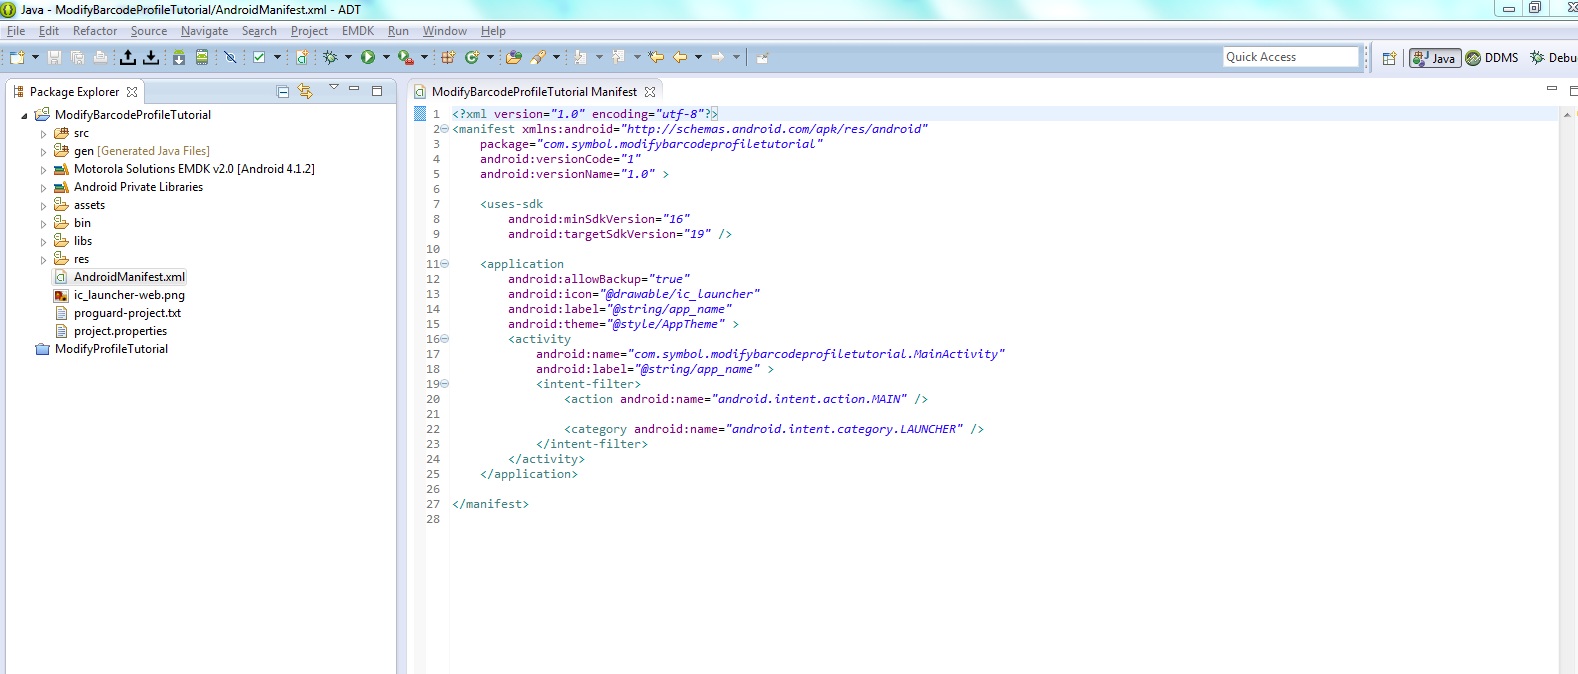 Java - ModifyBarcodeProfileTutorial/AndroidManifest.xml - ADT
File Edit Refactor Source Navigate Search Project EMDK Run Window Help
Quick Access
Java DDMS Debu
Package Explorer
ModifyBarcodeProfileTutorial
src
gen [Generated Java Files]
Motorola Solutions EMDK v2.0 [Android 4.1.2]
Android Private Libraries
assets
bin
libs
res
AndroidManifest.xml
ic_launcher-web.png
proguard-project.txt
project.properties
ModifyProfileTutorial
ModifyBarcodeProfileTutorial Manifest
1 <?xml version="1.0" encoding="utf-8"?>
2 <manifest xmlns:android="http://schemas.android.com/apk/res/android"
3 package="com.symbol.modifybarcodeprofiletutorial"
4 android:versionCode="1"
5 android:versionName="1.0" >
6
7 <uses-sdk
8 android:minSdkVersion="16"
9 android:targetSdkVersion="19" />
10
11 <application
12 android:allowBackup="true"
13 android:icon="@drawable/ic_launcher"
14 android:label="@string/app_name"
15 android:theme="@style/AppTheme" >
16 <activity
17 android:name="com.symbol.modifybarcodeprofiletutorial.MainActivity"
18 android:label="@string/app_name" >
19 <intent-filter>
20 <action android:name="android.intent.action.MAIN" />
21
22 <category android:name="android.intent.category.LAUNCHER" />
23 </intent-filter>
24 </activity>
25 </application>
26
27 </manifest>
28